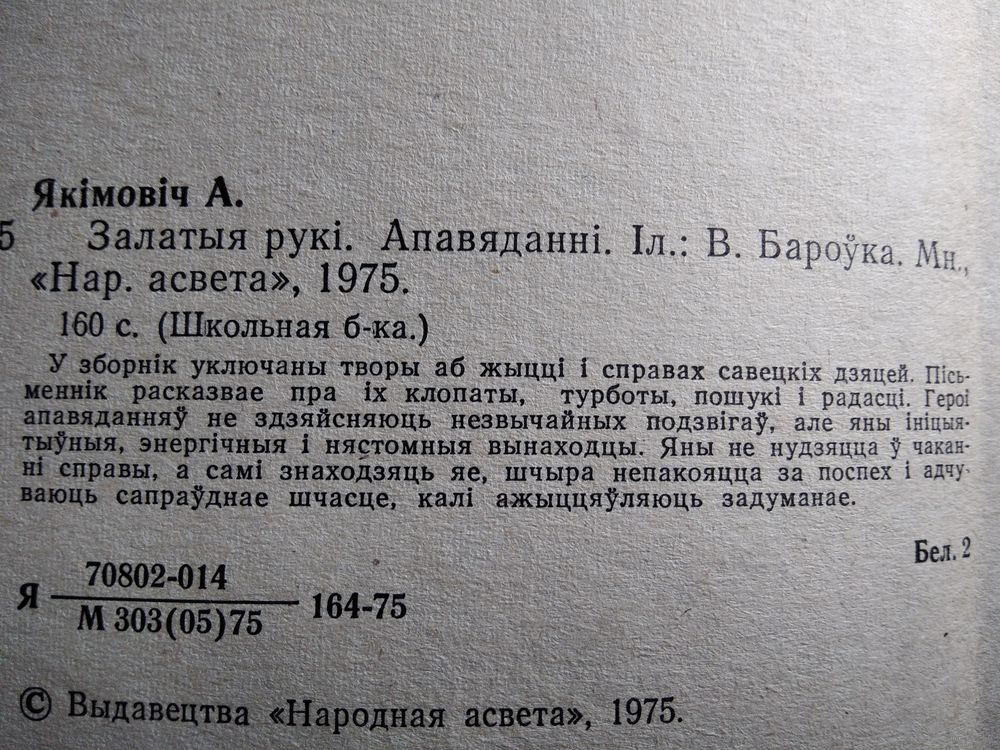 Якімовіч А.
5 Залатыя рукі. Апавяданні. Іл.: В. Бароўка. Мн.,
«Нар. асвета», 1975.
160 с. (Школьная б-ка.)
У зборнік уключаны творы аб жыцці і справах савецкіх дзяцей. Пісь-
меннік расказвае пра іх клопаты, турботы, пошукі і радасці. Героі
апавяданняў не здзяйсняюць незвычайных подзвігаў, але яны ініцыя-
тыўныя, энергічныя і нястомныя вынаходцы. Яны не нудзяцца ў чакан-
ні справы, а самі знаходзяць яе, шчыра непакояцца за поспех і адчу-
ваюць сапраўднае шчасце, калі ажыццяўляюць задуманае.
Бел. 2
70802-014
Я 164-75
М 303(05)75
© Выдавецтва «Народная асвета», 1975.